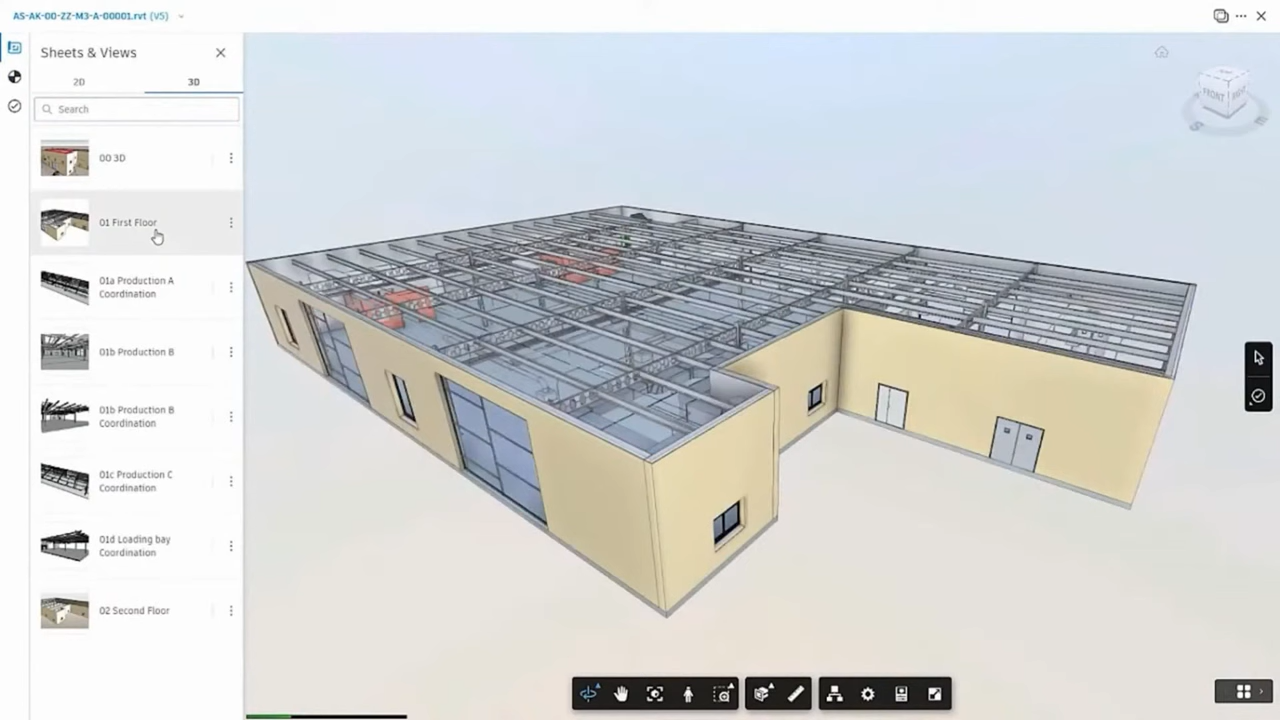 AS-AK-00-ZZ-M3-A-00001.rvt (V5)
Sheets & Views
2D
3D
Search
00 3D
01 First Floor
01a Production A
Coordination
01b Production B
01b Production B
Coordination
01c Production C
Coordination
01d Loading bay
Coordination
02 Second Floor
FRONT
S
E